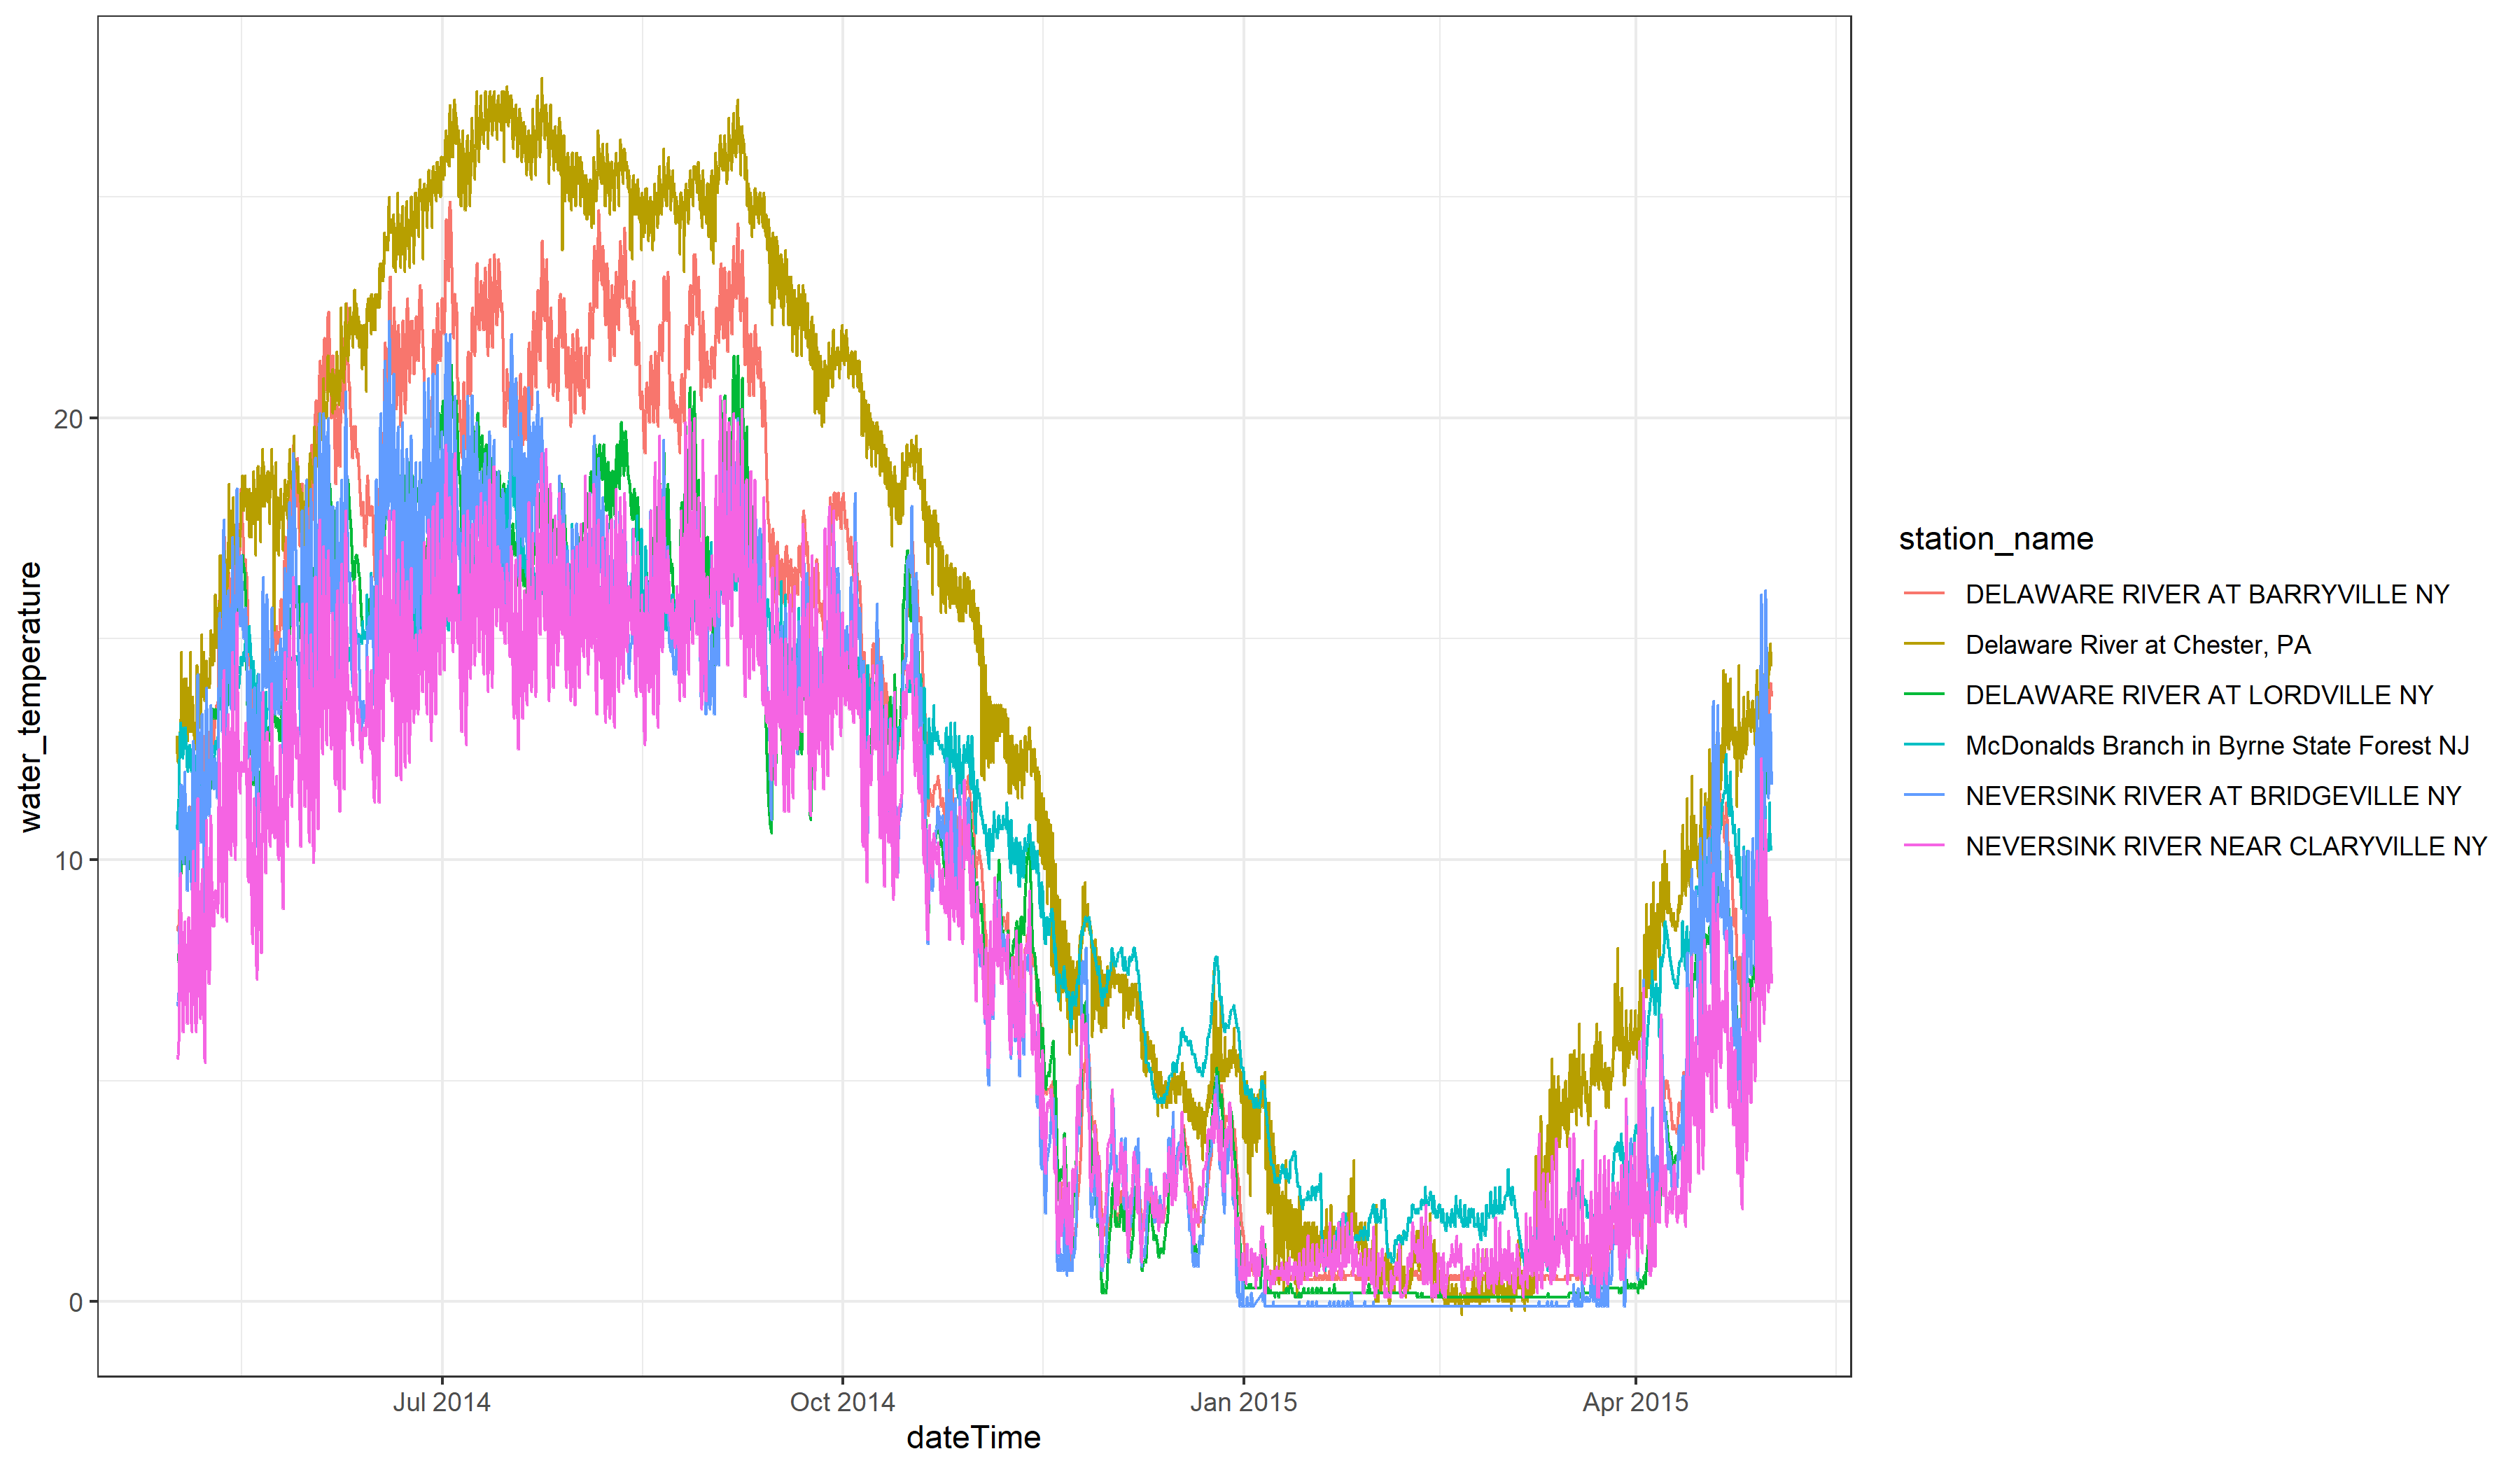 water_temperature
20
10
0
Jul 2014
Oct 2014
Jan 2015
Apr 2015
dateTime
station_name
DELAWARE RIVER AT BARRYVILLE NY
Delaware River at Chester, PA
DELAWARE RIVER AT LORDVILLE NY
McDonalds Branch in Byrne State Forest NJ
NEVERSINK RIVER AT BRIDGEVILLE NY
NEVERSINK RIVER NEAR CLARYVILLE NY